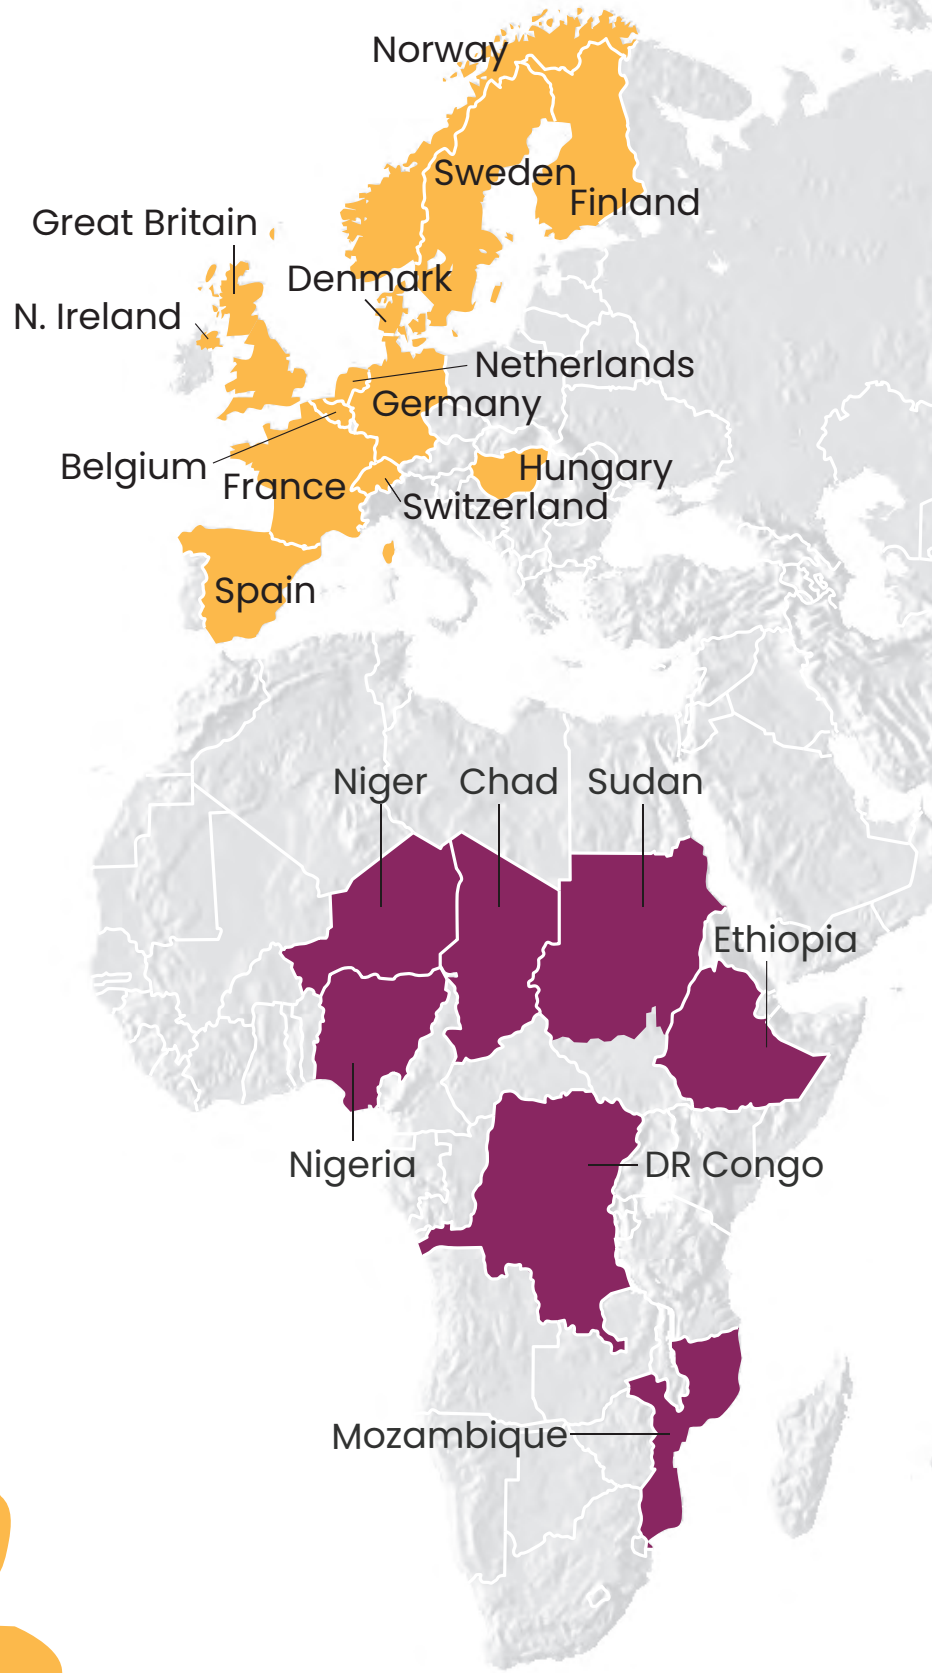 Norway
Sweden
Finland
Great Britain
Denmark
N. Ireland
Netherlands
Germany
Belgium
Hungary
France
Switzerland
Spain
Niger
Chad
Sudan
Ethiopia
Nigeria
DR Congo
Mozambique